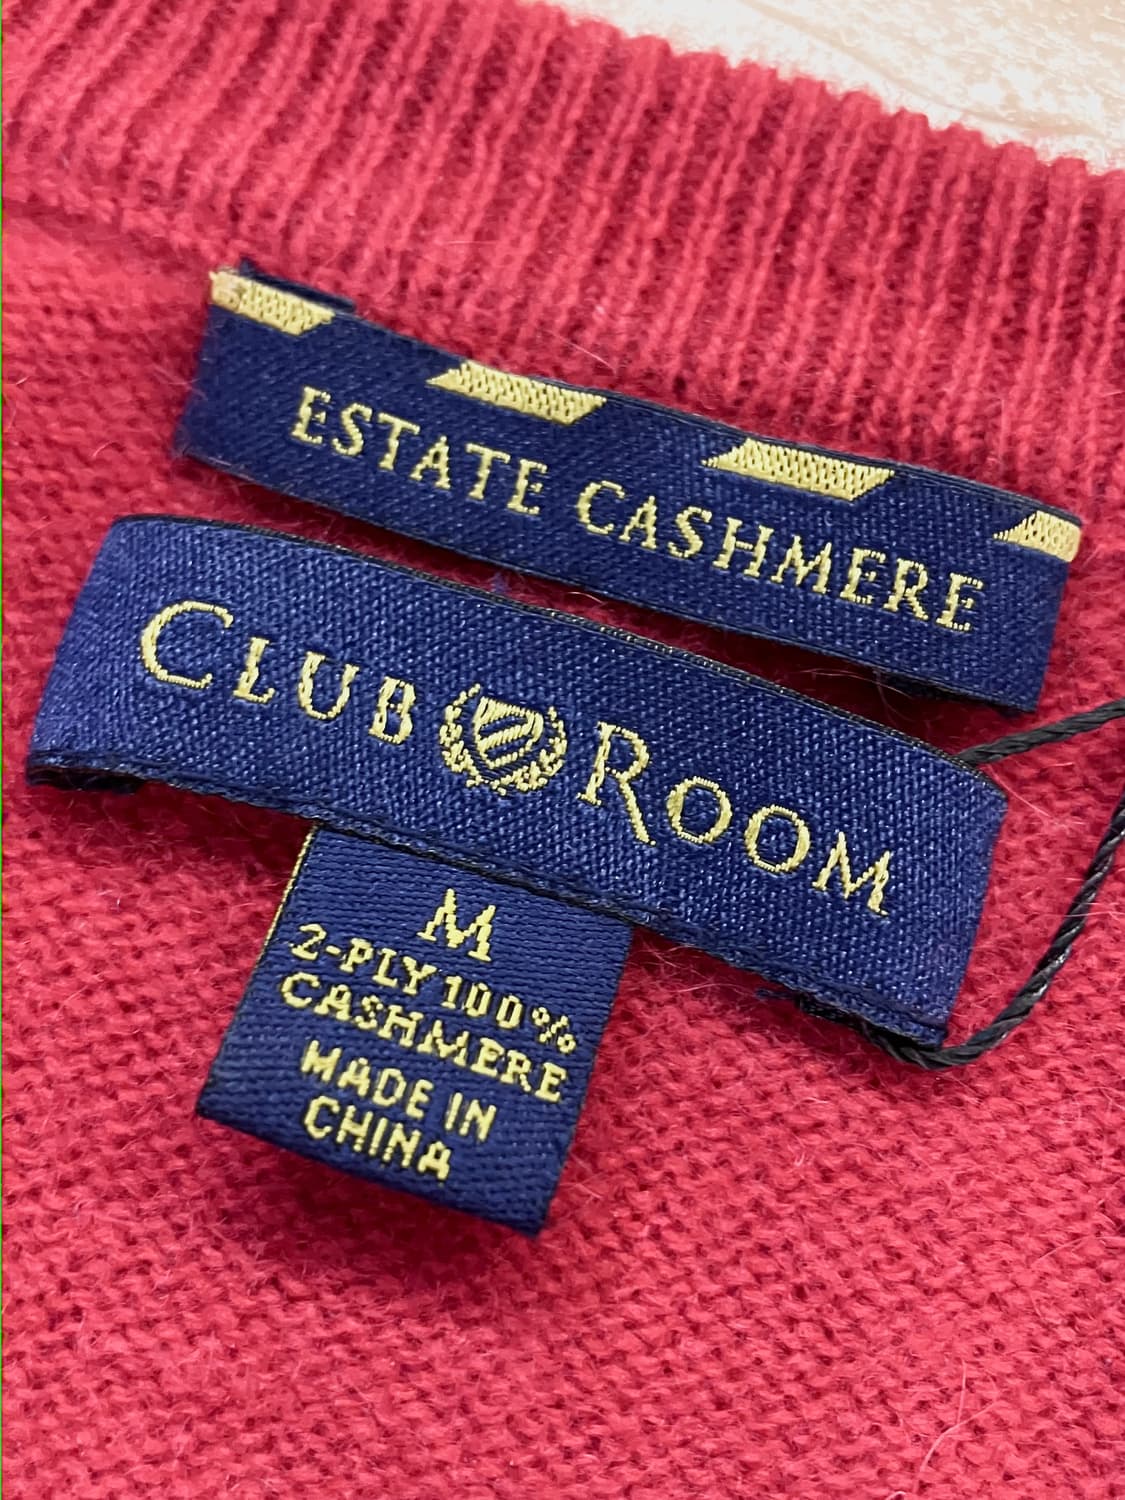 ESTATE CASHMERE
CLUB ROOM
M
2-PLY 100%
CASHMERE
MADE IN
CHINA